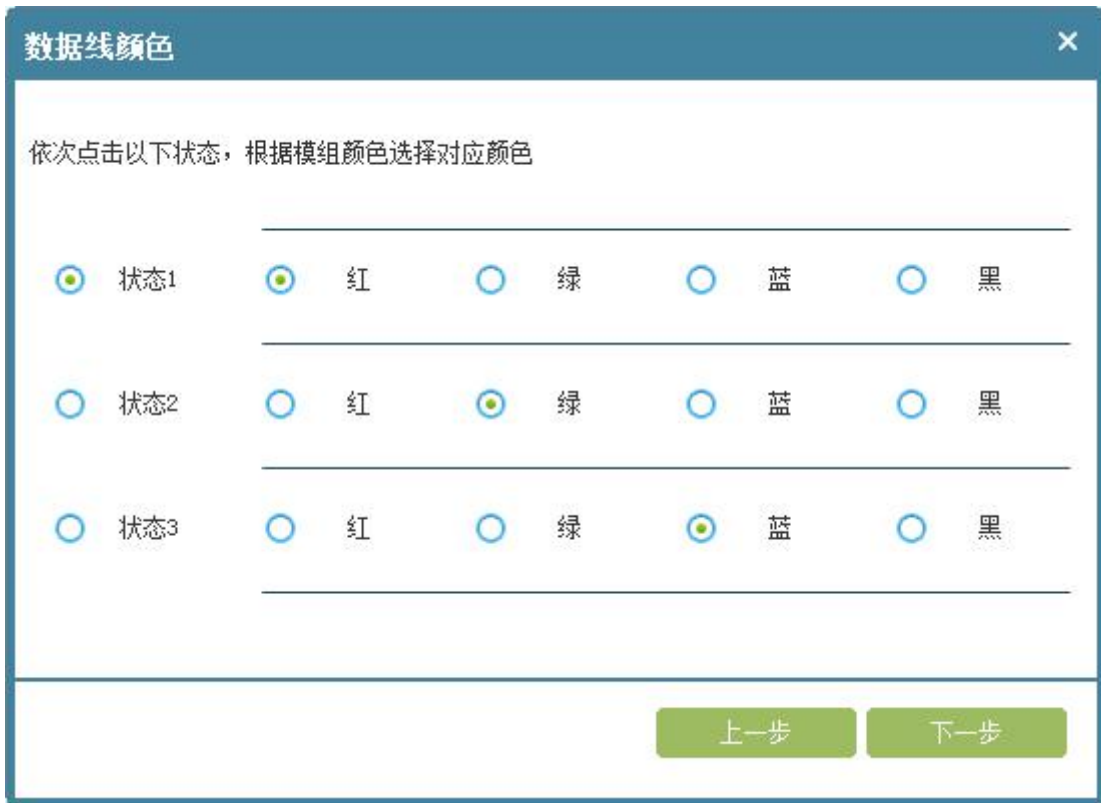 数据线颜色
依次点击以下状态，根据模组颜色选择对应颜色
状态1 红 绿 蓝 黑
状态2 红 绿 蓝 黑
状态3 红 绿 蓝 黑
上一步 下一步